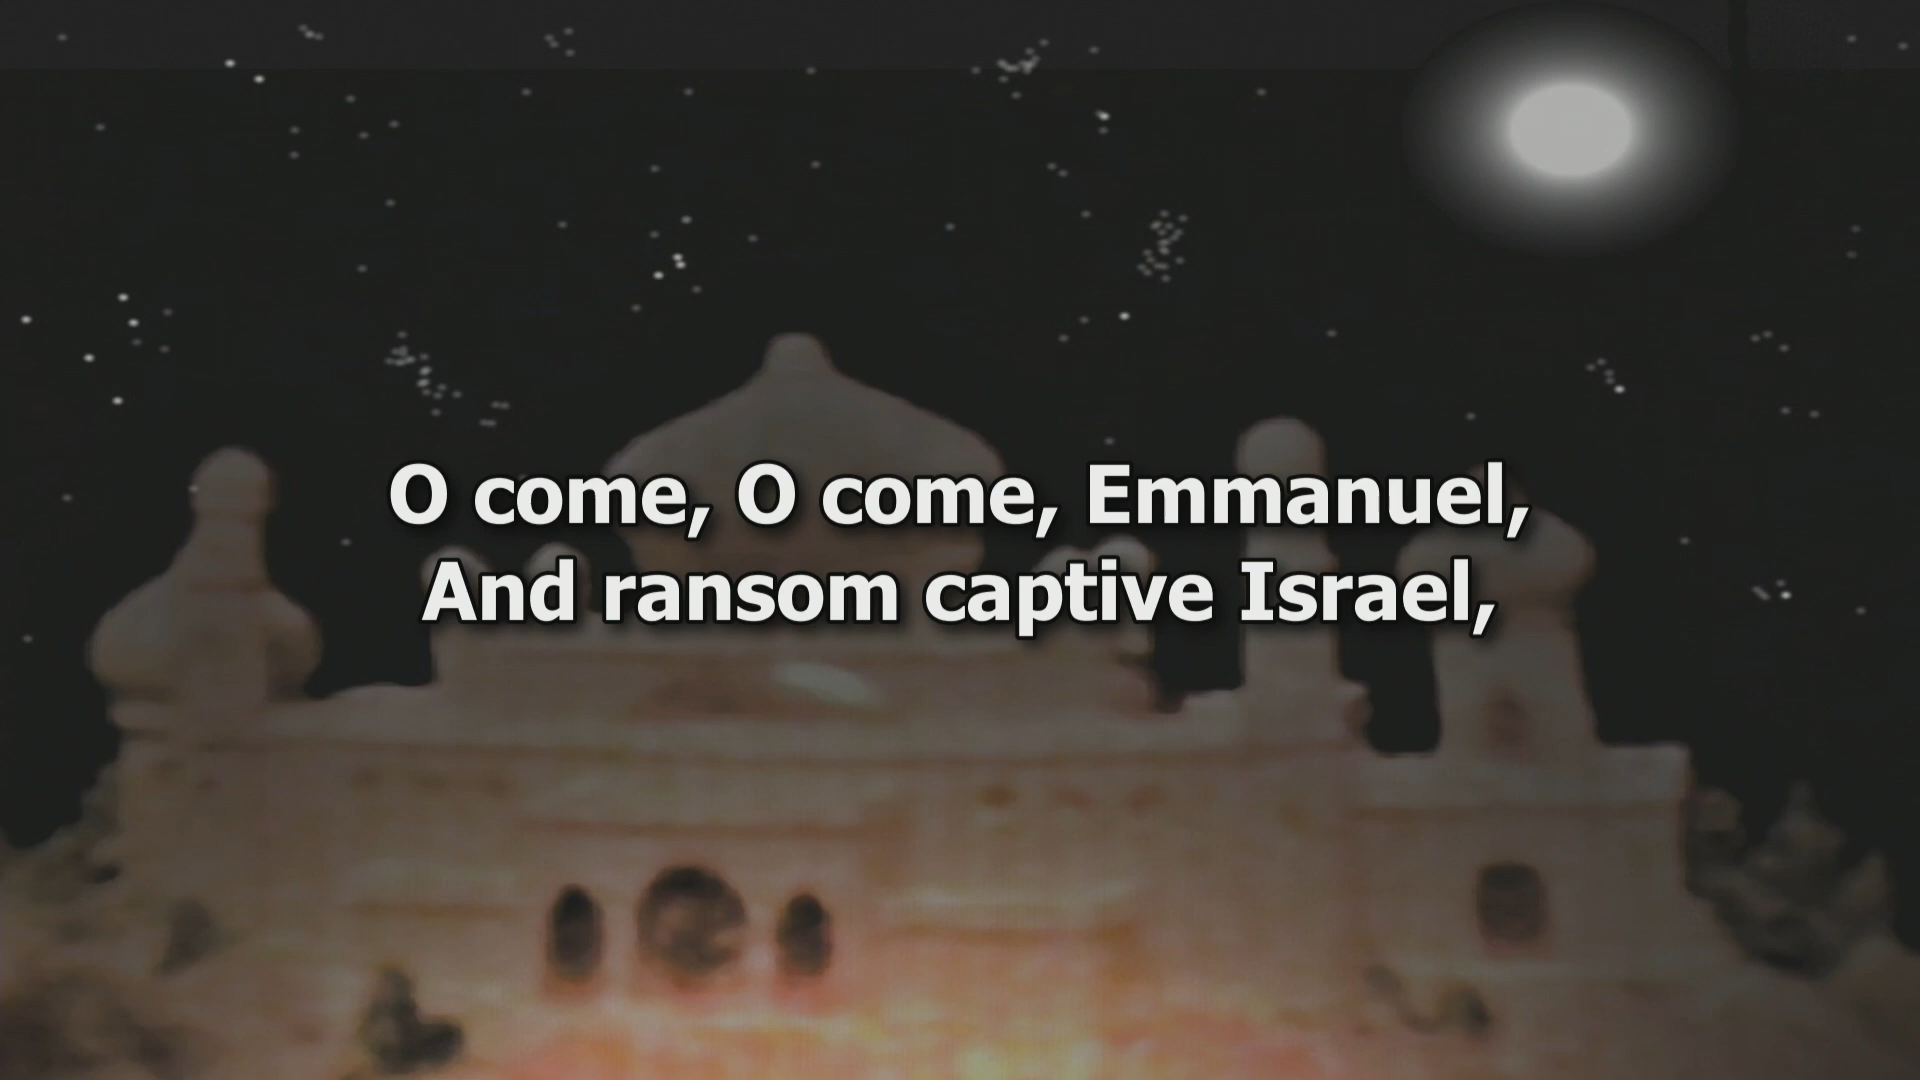 O come, O come, Emmanuel,
And ransom captive Israel,